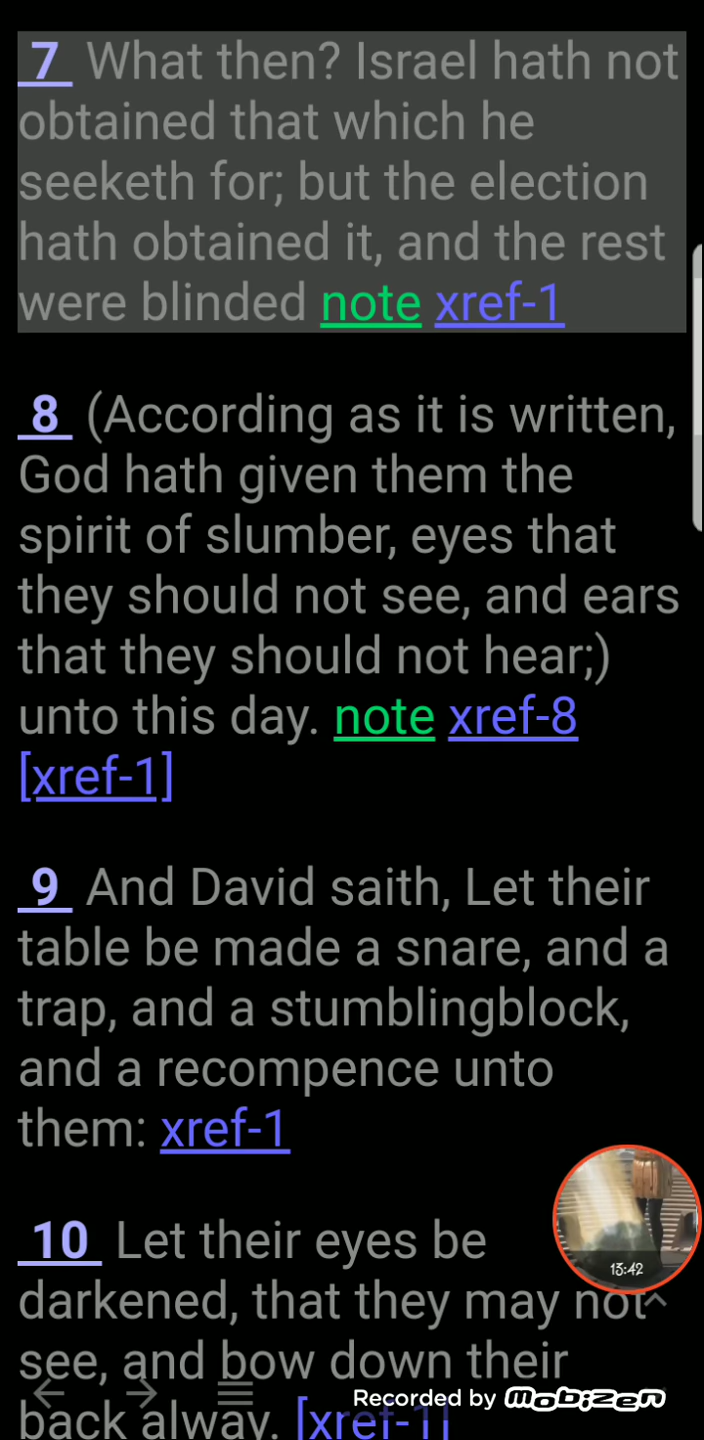 7 What then? Israel hath not
obtained that which he
seeketh for; but the election
hath obtained it, and the rest
were blinded note xref-1
8 (According as it is written,
God hath given them the
spirit of slumber, eyes that
they should not see, and ears
that they should not hear;)
unto this day. note xref-8
[xref-1]
9 And David saith, Let their
table be made a snare, and a
trap, and a stumblingblock,
and a recompence unto
them: xref-1
10 Let their eyes be
13:42
darkened, that they may not
see, and bow down their
Recorded by Mobizen
back alway. [xref-1]